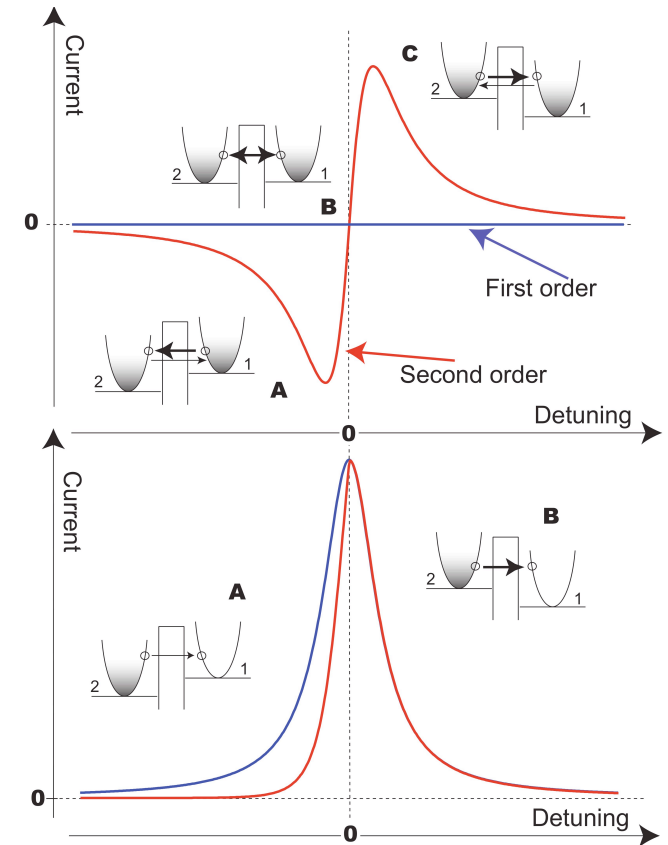 Current
C
2
1
2
1
B
0
First order
2
1
A
Second order
Detuning
0
Current
B
2
1
A
2
1
0
Detuning
0